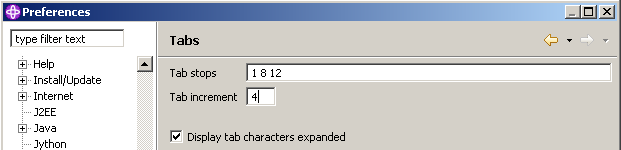 Preferences
type filter text
Help
Install/Update
Internet
J2EE
Java
Jython
Tabs
Tab stops 1 8 12
Tab increment 4
Display tab characters expanded